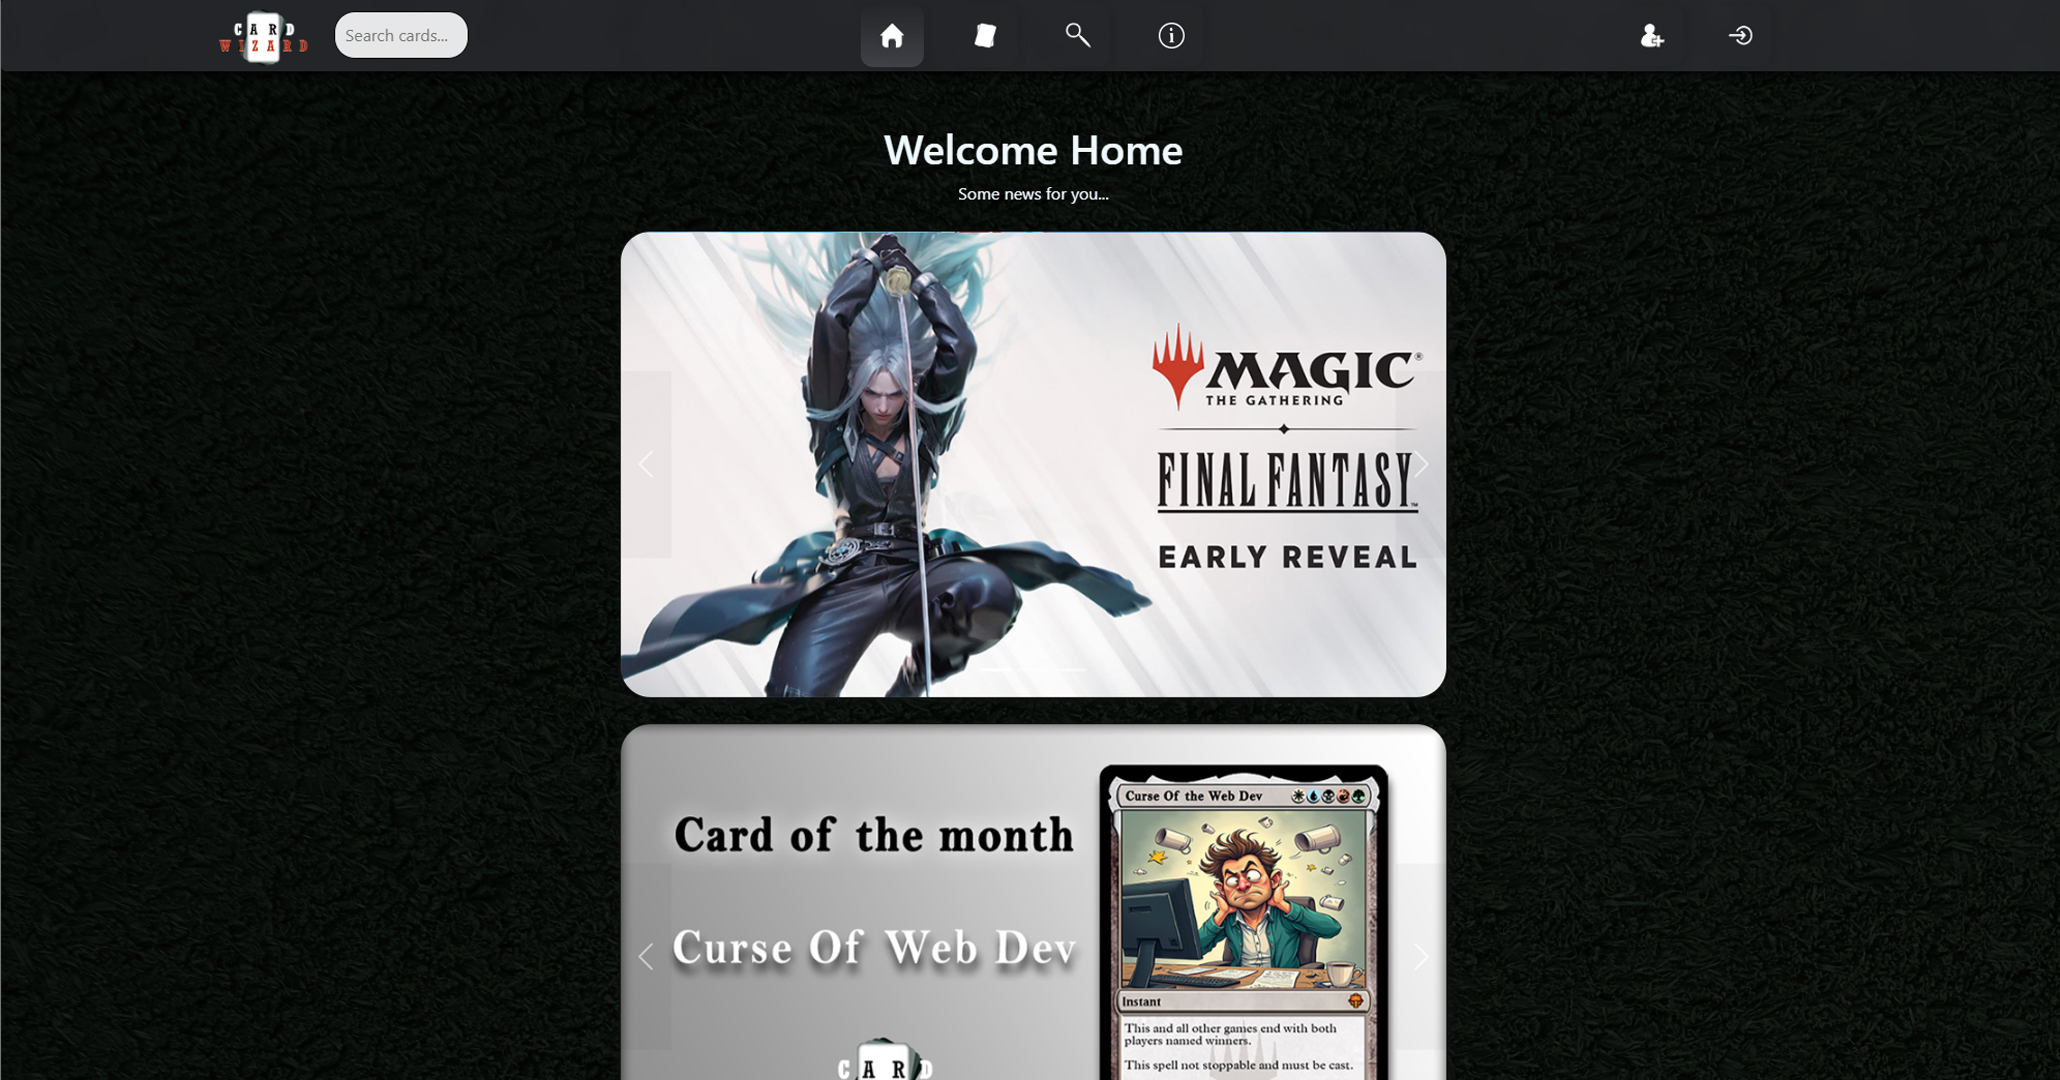 CARD
WIZARD
Search cards...
Welcome Home
Some news for you...
MAGIC®
THE GATHERING
FINAL FANTASY™
EARLY REVEAL
Card of the month
Curse Of Web Dev
CARD
Curse Of the Web Dev
Instant
This and all other games end with both
players named winners.
This spell not stoppable and must be cast.